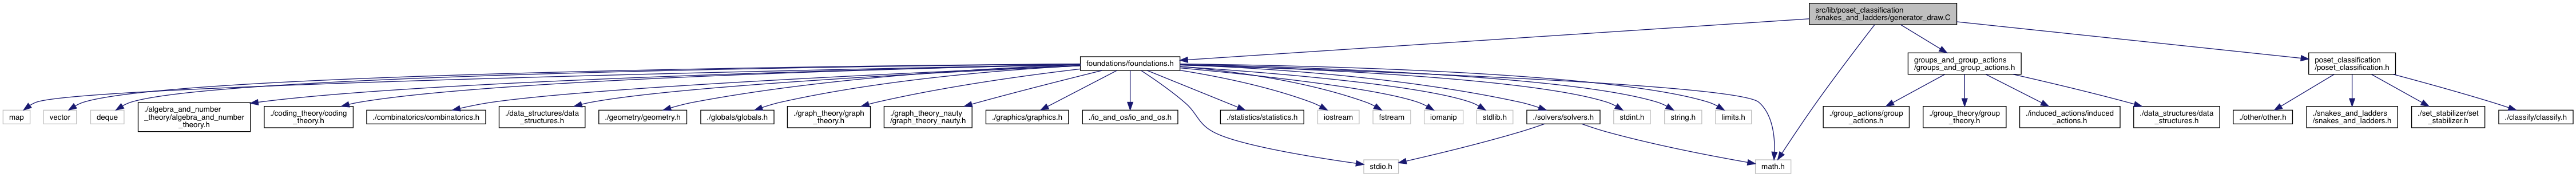 src/lib/poset_classification
/snakes_and_ladders/generator_draw.C
foundations/foundations.h
groups_and_group_actions
/groups_and_group_actions.h
poset_classification
/poset_classification.h
map
vector
deque
./algebra_and_number
_theory/algebra_and_number
_theory.h
./coding_theory/coding
_theory.h
./combinatorics/combinatorics.h
./data_structures/data
_structures.h
./geometry/geometry.h
./globals/globals.h
./graph_theory/graph
_theory.h
./graph_theory_nauty
/graph_theory_nauty.h
./graphics/graphics.h
./io_and_os/io_and_os.h
./statistics/statistics.h
iostream
fstream
iomanip
stdlib.h
./solvers/solvers.h
stdint.h
string.h
limits.h
./group_actions/group
_actions.h
./group_theory/group
_theory.h
./induced_actions/induced
_actions.h
./data_structures/data
_structures.h
./other/other.h
./snakes_and_ladders
/snakes_and_ladders.h
./set_stabilizer/set
_stabilizer.h
./classify/classify.h
stdio.h
math.h